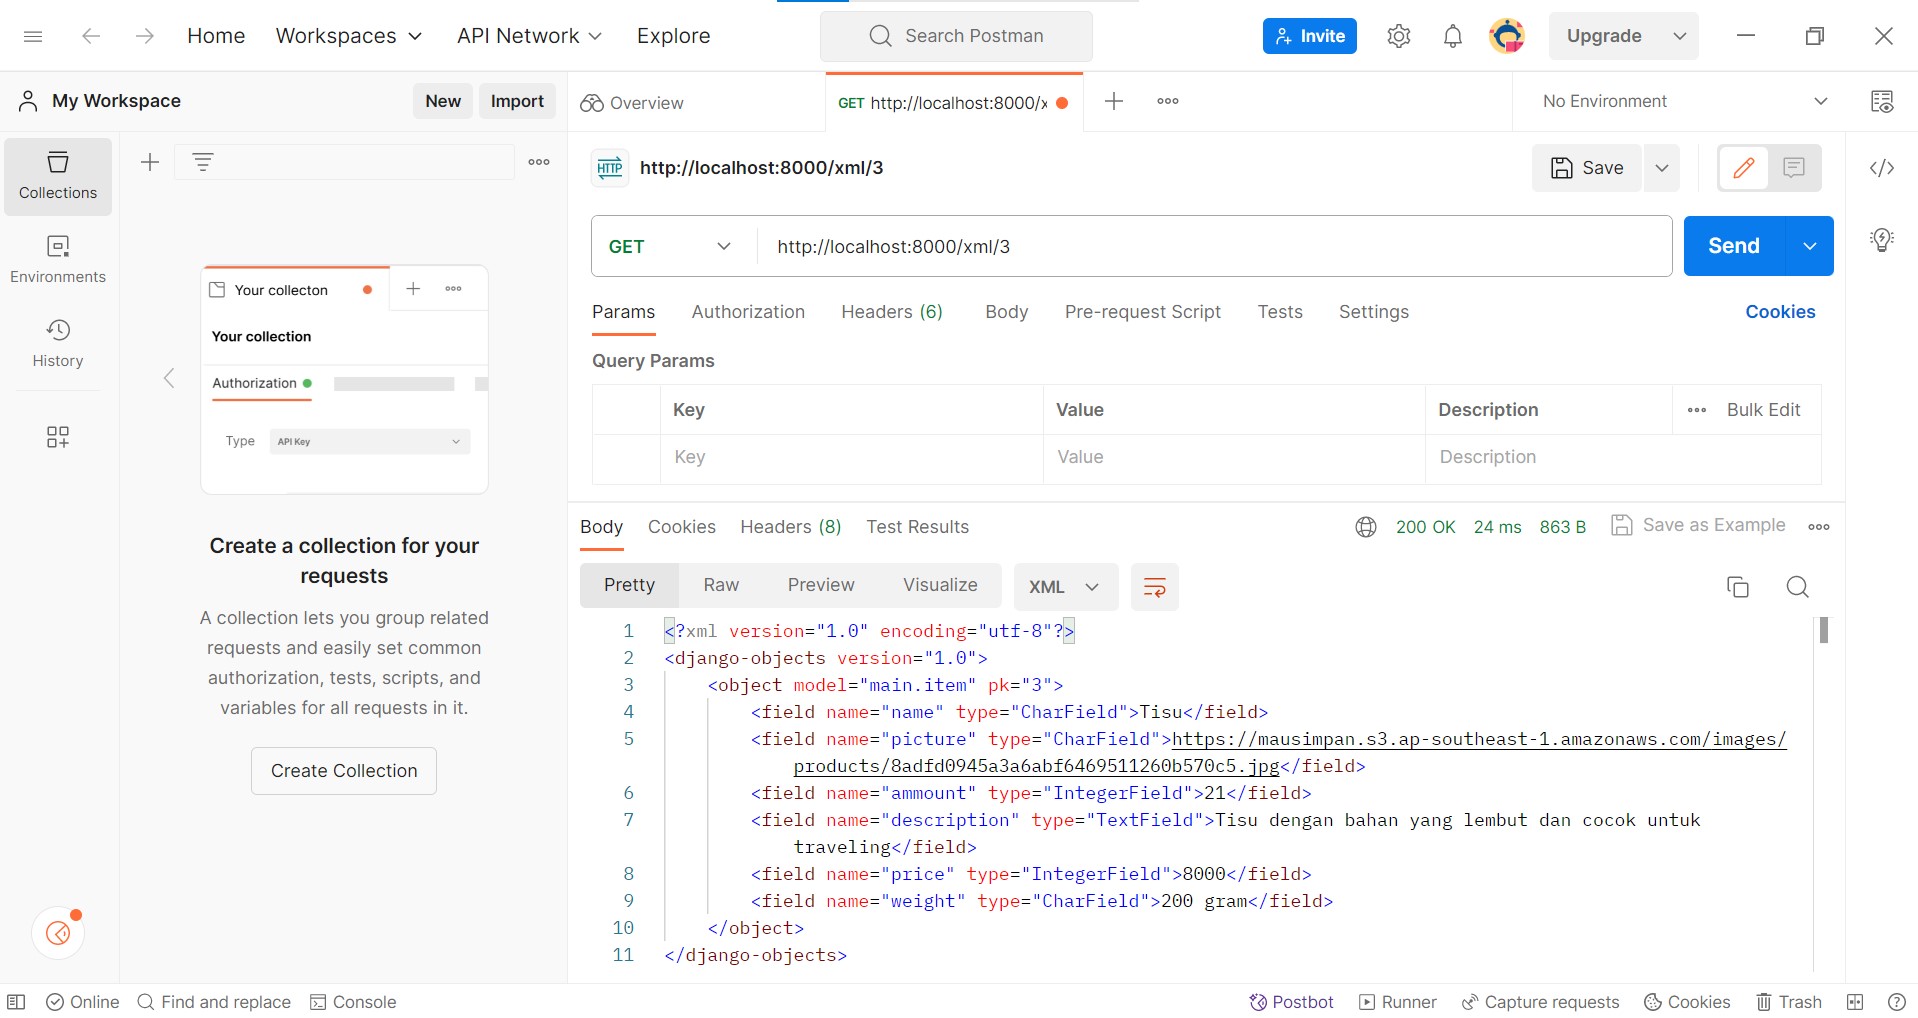 Home Workspaces API Network Explore Search Postman Invite Upgrade
My Workspace New Import Overview GET http://localhost:8000/x No Environment
Collections
Environments
History
Your collecton
Your collection
Authorization
Type API Key
Create a collection for your
requests
A collection lets you group related
requests and easily set common
authorization, tests, scripts, and
variables for all requests in it.
Create Collection
HTTP http://localhost:8000/xml/3 Save
GET http://localhost:8000/xml/3 Send
Params Authorization Headers (6) Body Pre-request Script Tests Settings Cookies
Query Params
Key Value Description Bulk Edit
Key Value Description
Body Cookies Headers (8) Test Results 200 OK 24 ms 863 B Save as Example
Pretty Raw Preview Visualize XML
1 <?xml version="1.0" encoding="utf-8"?>
2 <django-objects version="1.0">
3 <object model="main.item" pk="3">
4 <field name="name" type="CharField">Tisu</field>
5 <field name="picture" type="CharField">https://mausimpan.s3.ap-southeast-1.amazonaws.com/images/
products/8adfd0945a3a6abf6469511260b570c5.jpg</field>
6 <field name="ammount" type="IntegerField">21</field>
7 <field name="description" type="TextField">Tisu dengan bahan yang lembut dan cocok untuk
traveling</field>
8 <field name="price" type="IntegerField">8000</field>
9 <field name="weight" type="CharField">200 gram</field>
10 </object>
11 </django-objects>
Online Find and replace Console Postbot Runner Capture requests Cookies Trash